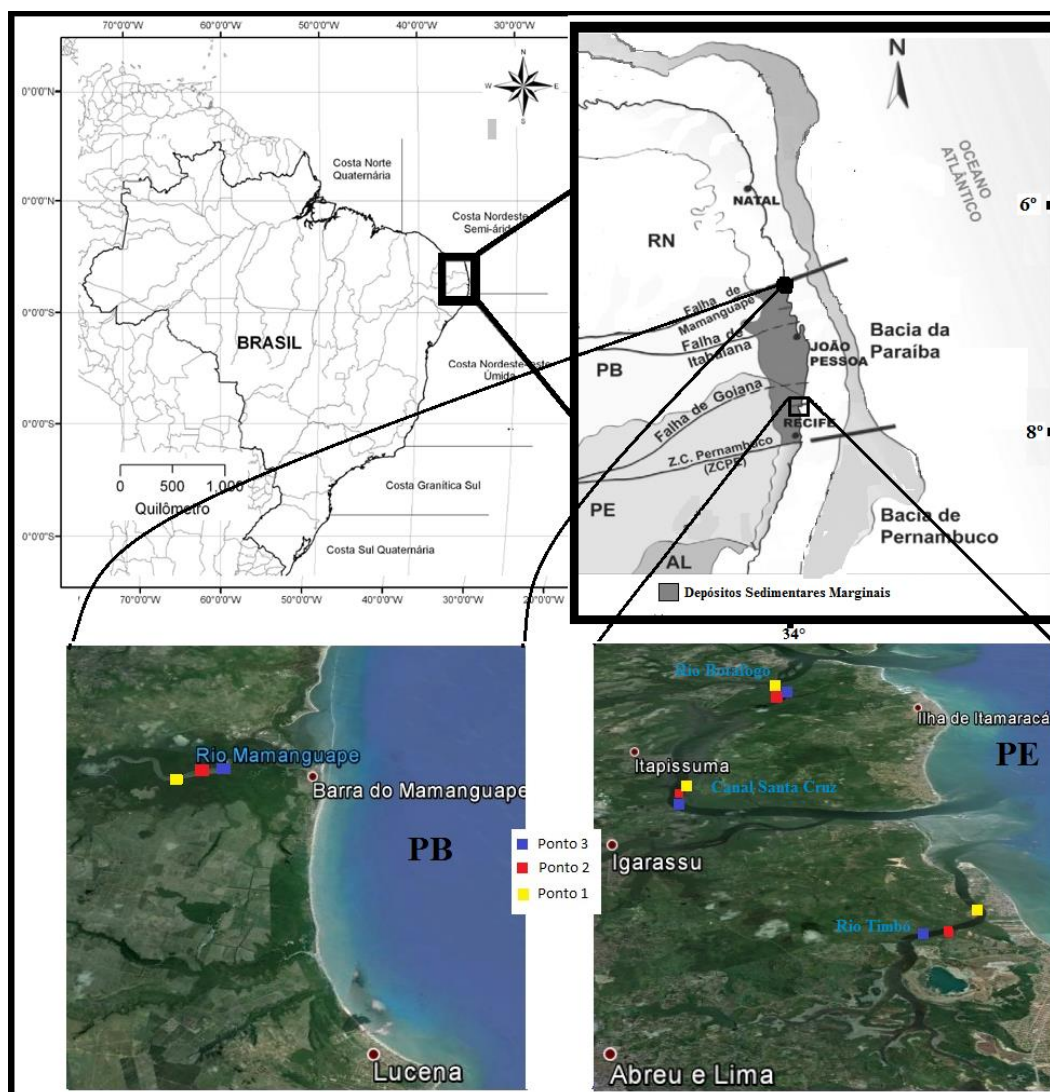 70°0'0"W 60°0'0"W 50°0'0"W 40°0'0"W 30°0'0"W
0°0'0"N
0°0'0"N
0°0'0"S
0°0'0"S
0°0'0"S
N
W E
S
Costa Norte
Quaternária
Costa Nordeste
Semi-árida
BRASIL
Costa Nordeste-leste
Úmida
0 500 1.000
Quilômetro
Costa Granítica Sul
Costa Sul Quaternária
70°0'0"W 60°0'0"W 50°0'0"W 40°0'0"W 30°0'0"W 20°0'0"W
N
OCEANO
ATLÂNTICO
NATAL
6º
RN
Falha de
Mamanguape
Falha de
Itabaiana
JOÃO
PESSOA
Bacia da
Paraíba
PB
Falha de Goiana
RECIFE
8º
Z.C. Pernambuco
(ZCPE)
PE
Bacia de
Pernambuco
AL
Depósitos Sedimentares Marginais
34°
Rio Mamanguape
Barra do Mamanguape
PB
Lucena
Ponto 3
Ponto 2
Ponto 1
Rio Botafogo
Ilha de Itamaracá
PE
Itapissuma
Canal Santa Cruz
Igarassu
Rio Timbó
Abreu e Lima